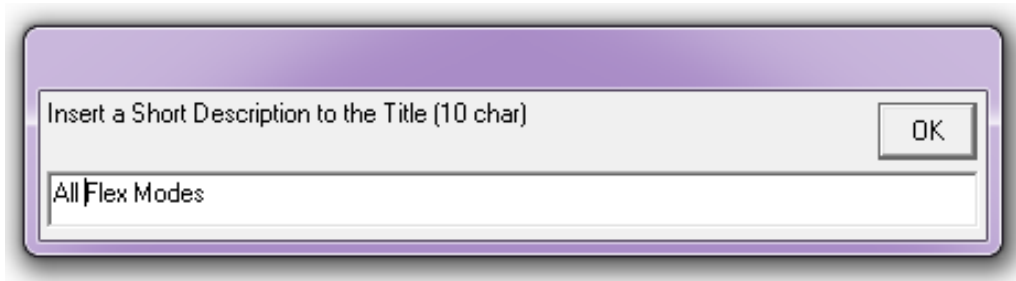 Insert a Short Description to the Title (10 char)
OK
All Flex Modes